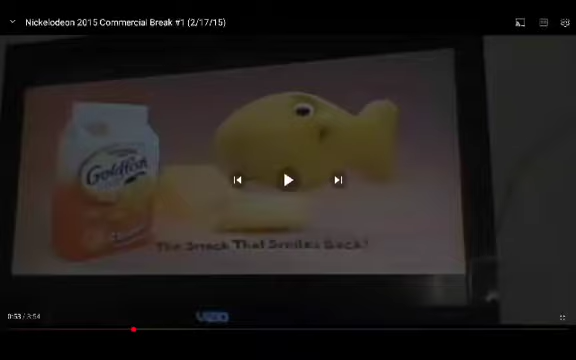 Nickelodeon 2015 Commercial Break #1 (2/17/15)
Goldfish
The Snack That Smiles Back!
0:53 / 3:54
VIZIO